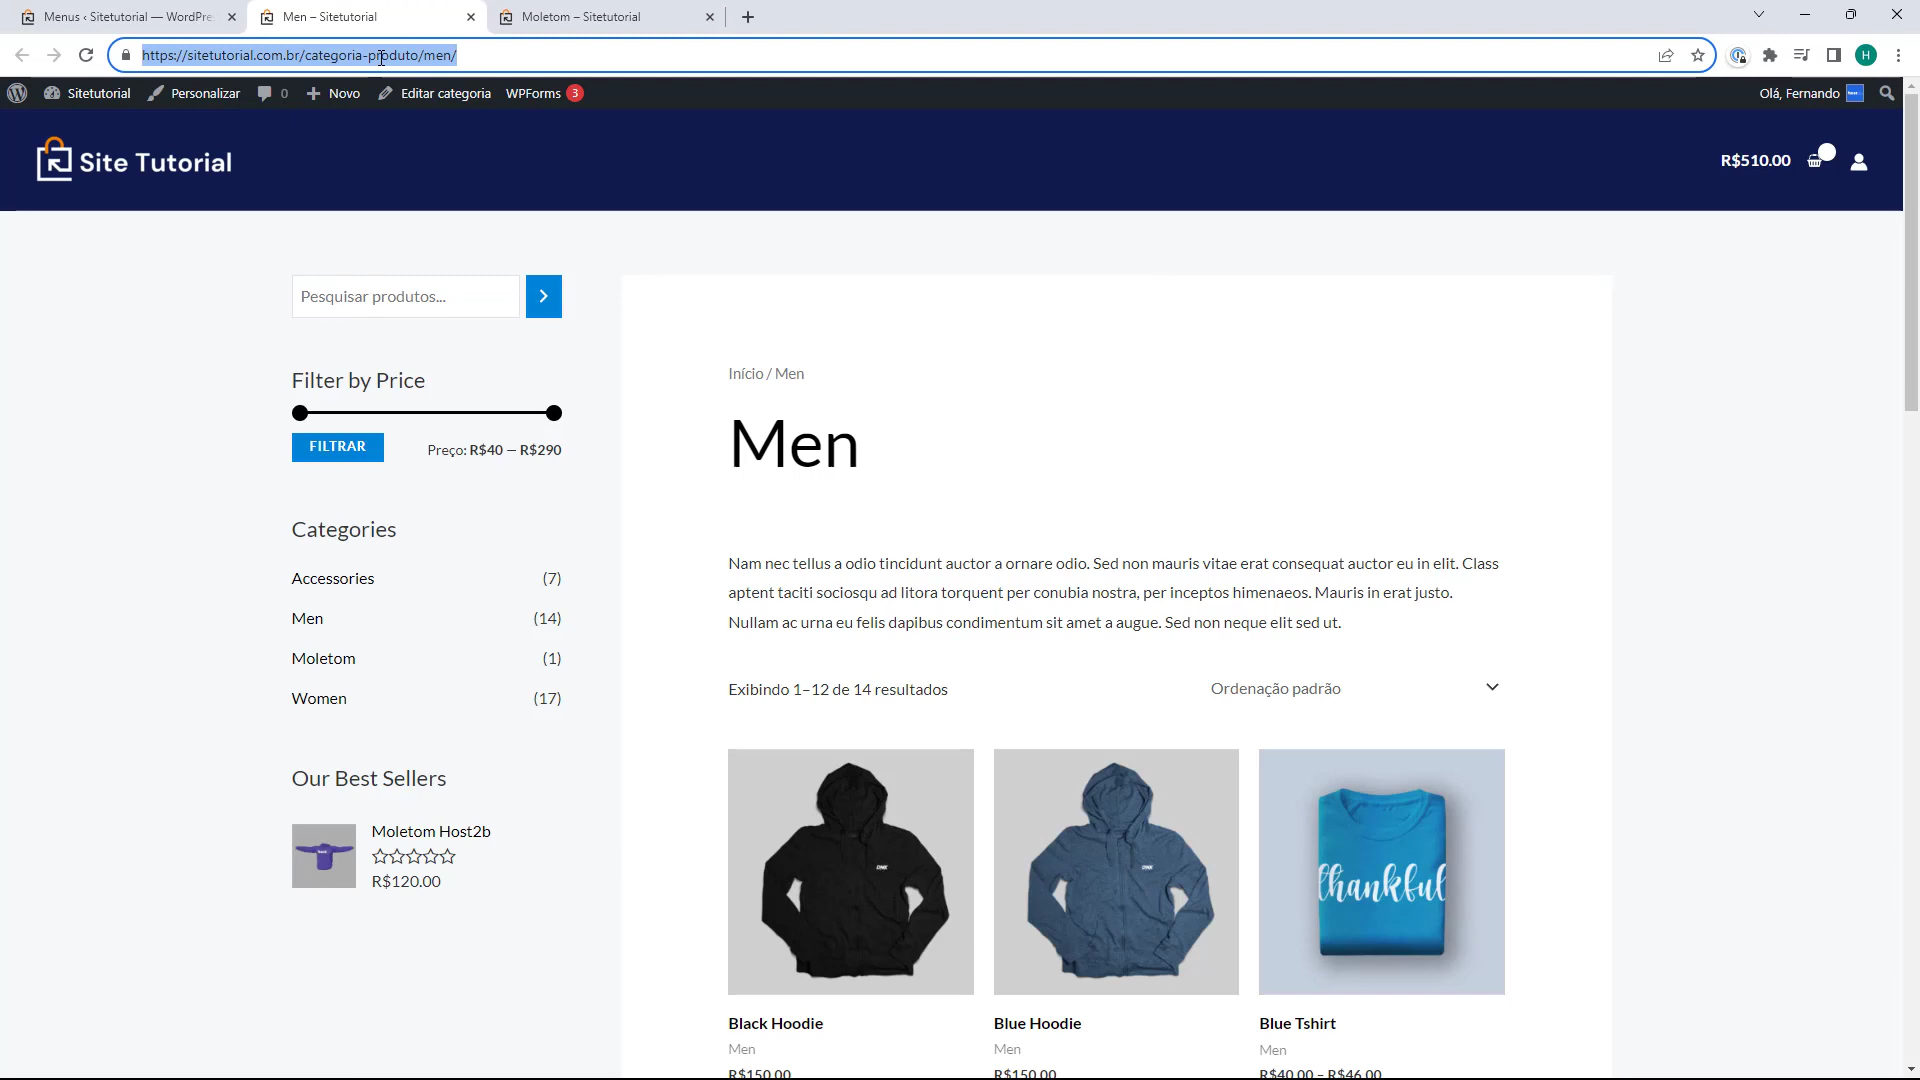 Menus ‹ Sitetutorial — WordPre
Men – Sitetutorial
Moletom – Sitetutorial
https://sitetutorial.com.br/categoria-produto/men/
H
Sitetutorial
Personalizar
0
Novo
Editar categoria
WPForms 3
Olá, Fernando
Site Tutorial
R$510.00
Pesquisar produtos...
Filter by Price
FILTRAR
Preço: R$40 — R$290
Categories
Accessories (7)
Men (14)
Moletom (1)
Women (17)
Our Best Sellers
Moletom Host2b
R$120.00
Início / Men
Men
Nam nec tellus a odio tincidunt auctor a ornare odio. Sed non mauris vitae erat consequat auctor eu in elit. Class
aptent taciti sociosqu ad litora torquent per conubia nostra, per inceptos himenaeos. Mauris in erat justo.
Nullam ac urna eu felis dapibus condimentum sit amet a augue. Sed non neque elit sed ut.
Exibindo 1–12 de 14 resultados
Ordenação padrão
DNK
DNK
thankful
Black Hoodie
Men
R$150.00
Blue Hoodie
Men
R$150.00
Blue Tshirt
Men
R$40.00 – R$46.00